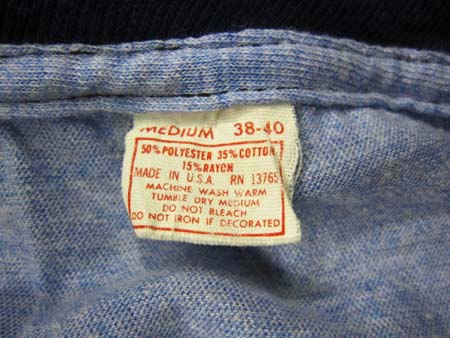 MEDIUM 38-40
50% POLYESTER 35% COTTON
15% RAYON
MADE IN U.S.A. RN 13765
MACHINE WASH WARM
TUMBLE DRY MEDIUM
DO NOT BLEACH
DO NOT IRON IF DECORATED